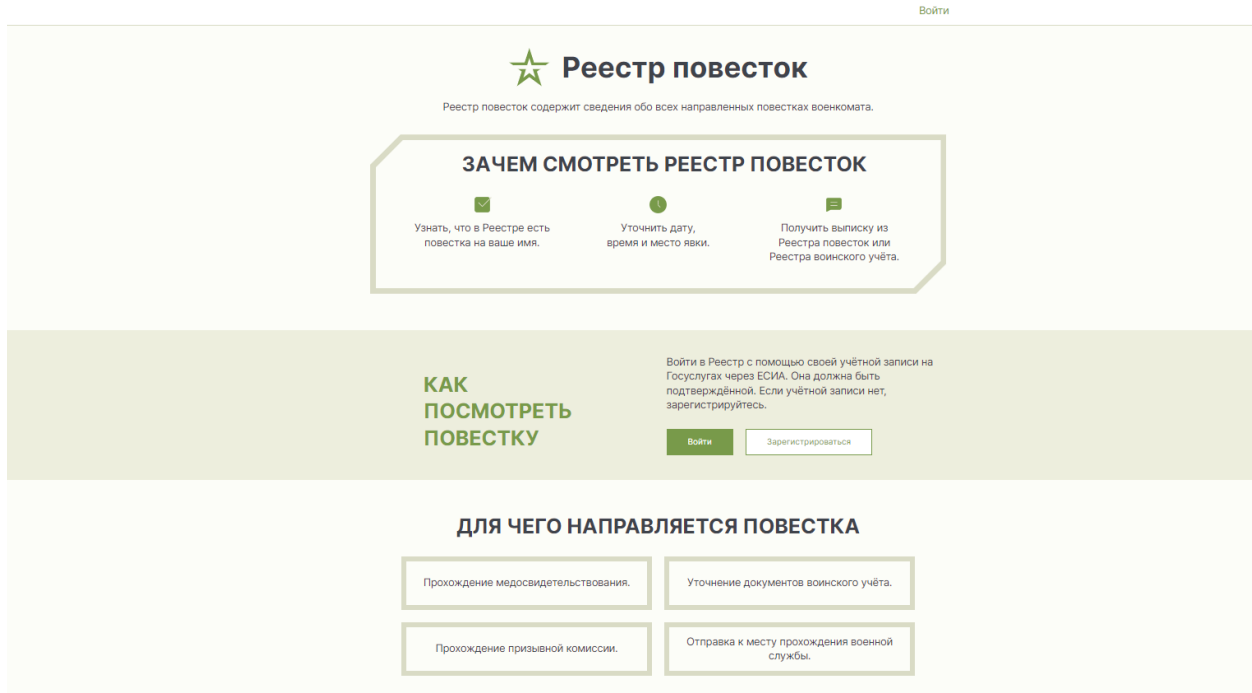 Войти
Реестр повесток
Реестр повесток содержит сведения обо всех направленных повестках военкомата.
ЗАЧЕМ СМОТРЕТЬ РЕЕСТР ПОВЕСТОК
Узнать, что в Реестре есть
повестка на ваше имя.
Уточнить дату,
время и место явки.
Получить выписку из
Реестра повесток или
Реестра воинского учёта.
КАК
ПОСМОТРЕТЬ
ПОВЕСТКУ
Войти в Реестр с помощью своей учётной записи на
Госуслугах через ЕСИА. Она должна быть
подтверждённой. Если учётной записи нет,
зарегистрируйтесь.
Войти
Зарегистрироваться
ДЛЯ ЧЕГО НАПРАВЛЯЕТСЯ ПОВЕСТКА
Прохождение медосвидетельствования.
Уточнение документов воинского учёта.
Прохождение призывной комиссии.
Отправка к месту прохождения военной
службы.